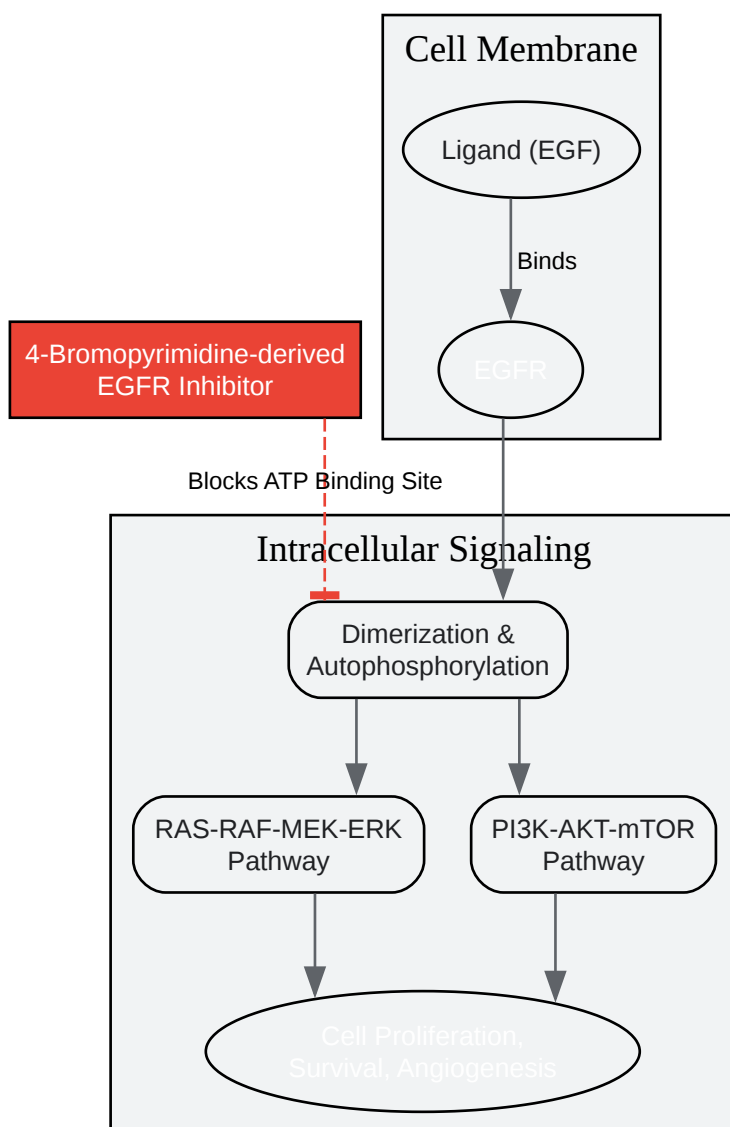 Cell Membrane
Ligand (EGF)
Binds
4-Bromopyrimidine-derived
EGFR Inhibitor
EGFR
Blocks ATP Binding Site
Intracellular Signaling
Dimerization &
Autophosphorylation
RAS-RAF-MEK-ERK
Pathway
PI3K-AKT-mTOR
Pathway
Cell Proliferation,
Survival, Angiogenesis